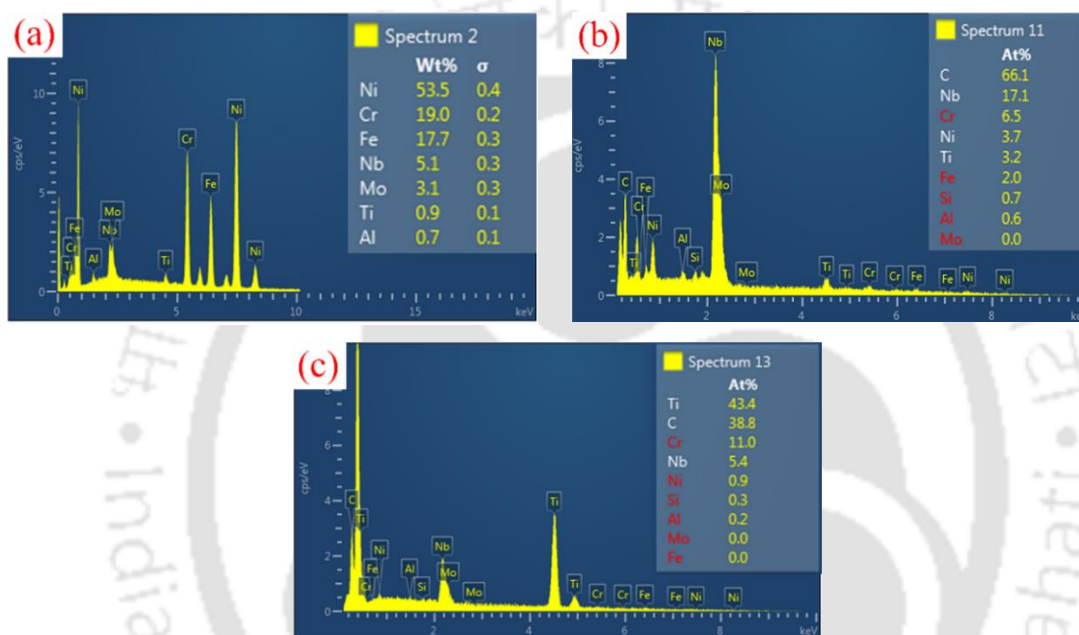 (a)
Spectrum 2
Wt% σ
Ni 53.5 0.4
Cr 19.0 0.2
Fe 17.7 0.3
Nb 5.1 0.3
Mo 3.1 0.3
Ti 0.9 0.1
Al 0.7 0.1
cps/eV
10
5
0
Ni
Fe
Cr
Ti
Mo
Nb
Al
Ti
Cr
Fe
Ni
Ni
0 5 10 15 keV
(b)
Spectrum 11
At%
C 66.1
Nb 17.1
Cr 6.5
Ni 3.7
Ti 3.2
Fe 2.0
Si 0.7
Al 0.6
Mo 0.0
cps/eV
8
6
4
2
0
C
Ti
Cr
Fe
Ni
Al
Si
Nb
Mo
Mo
Ti
Ti
Cr
Cr
Fe
Fe
Ni
Ni
2 4 6 8 keV
(c)
Spectrum 13
At%
Ti 43.4
C 38.8
Cr 11.0
Nb 5.4
Ni 0.9
Si 0.3
Al 0.2
Mo 0.0
Fe 0.0
cps/eV
8
6
4
2
0
C
Ti
Cr
Fe
Ni
Al
Si
Nb
Mo
Mo
Ti
Ti
Cr
Cr
Fe
Fe
Ni
Ni
2 4 6 8 keV